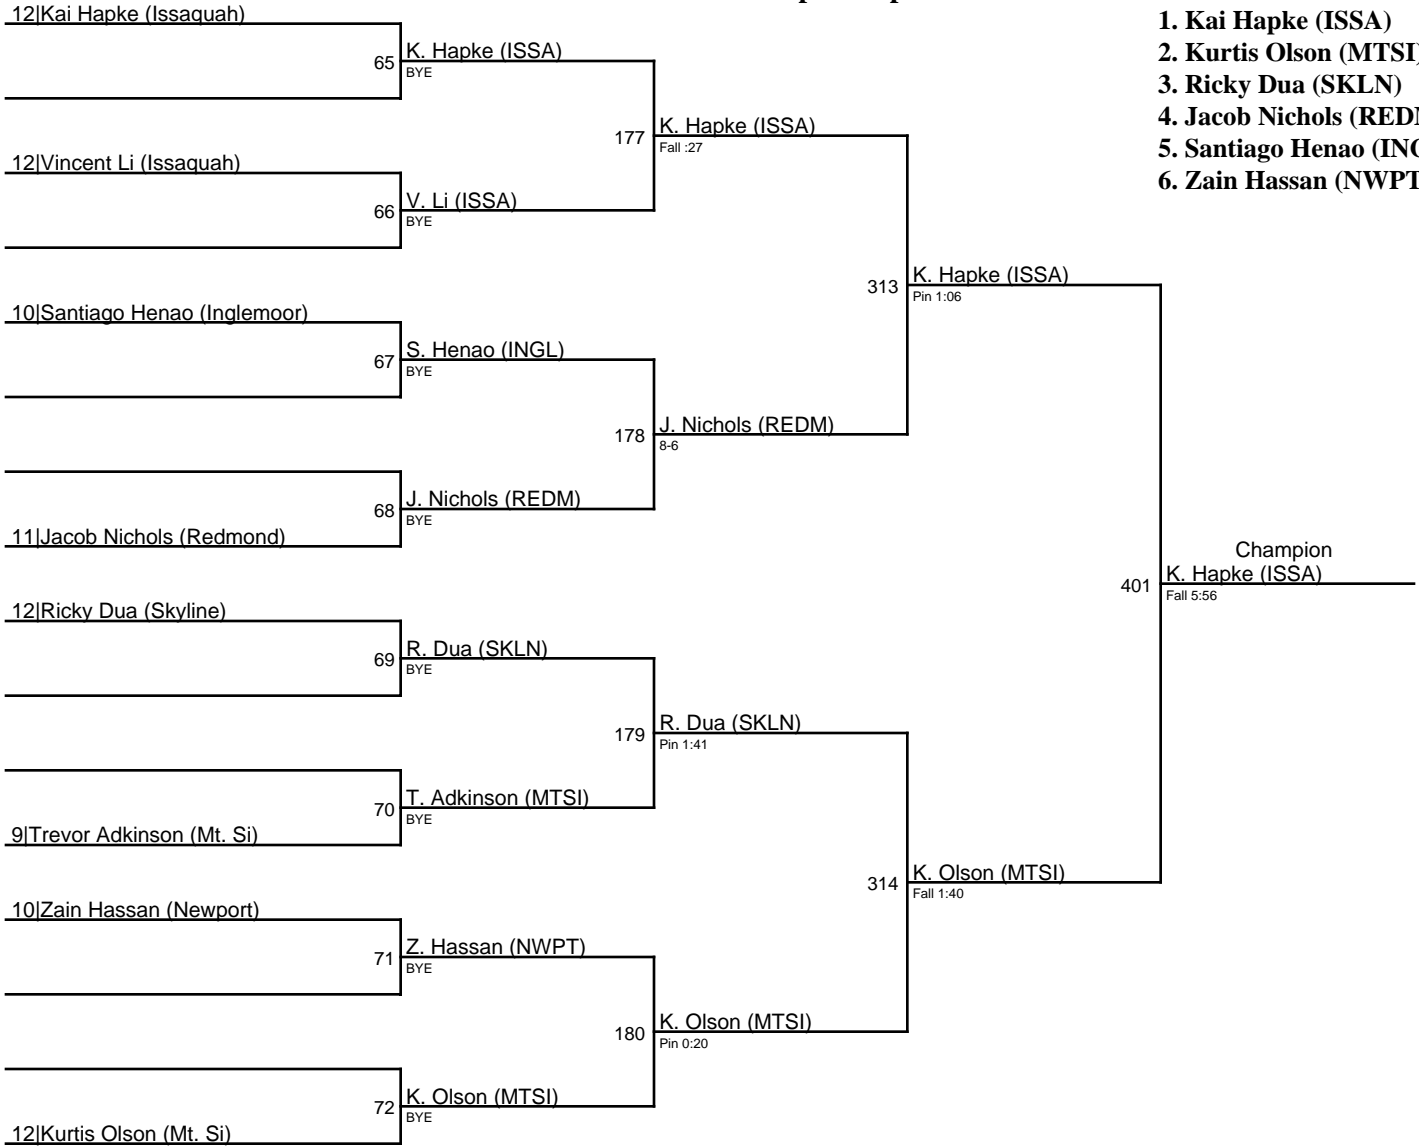 12|Kai Hapke (Issaquah)
65
K. Hapke (ISSA)
BYE
177
K. Hapke (ISSA)
Fall :27
12|Vincent Li (Issaquah)
66
V. Li (ISSA)
BYE
313
K. Hapke (ISSA)
Pin 1:06
10|Santiago Henao (Inglemoor)
67
S. Henao (INGL)
BYE
178
J. Nichols (REDM)
8-6
68
J. Nichols (REDM)
BYE
11|Jacob Nichols (Redmond)
Champion
401
K. Hapke (ISSA)
Fall 5:56
12|Ricky Dua (Skyline)
69
R. Dua (SKLN)
BYE
179
R. Dua (SKLN)
Pin 1:41
70
T. Adkinson (MTSI)
BYE
9|Trevor Adkinson (Mt. Si)
314
K. Olson (MTSI)
Fall 1:40
10|Zain Hassan (Newport)
71
Z. Hassan (NWPT)
BYE
180
K. Olson (MTSI)
Pin 0:20
72
K. Olson (MTSI)
BYE
12|Kurtis Olson (Mt. Si)
1. Kai Hapke (ISSA)
2. Kurtis Olson (MTSI)
3. Ricky Dua (SKLN)
4. Jacob Nichols
5. Santiago Henao
6. Zain Hassan (NWPT